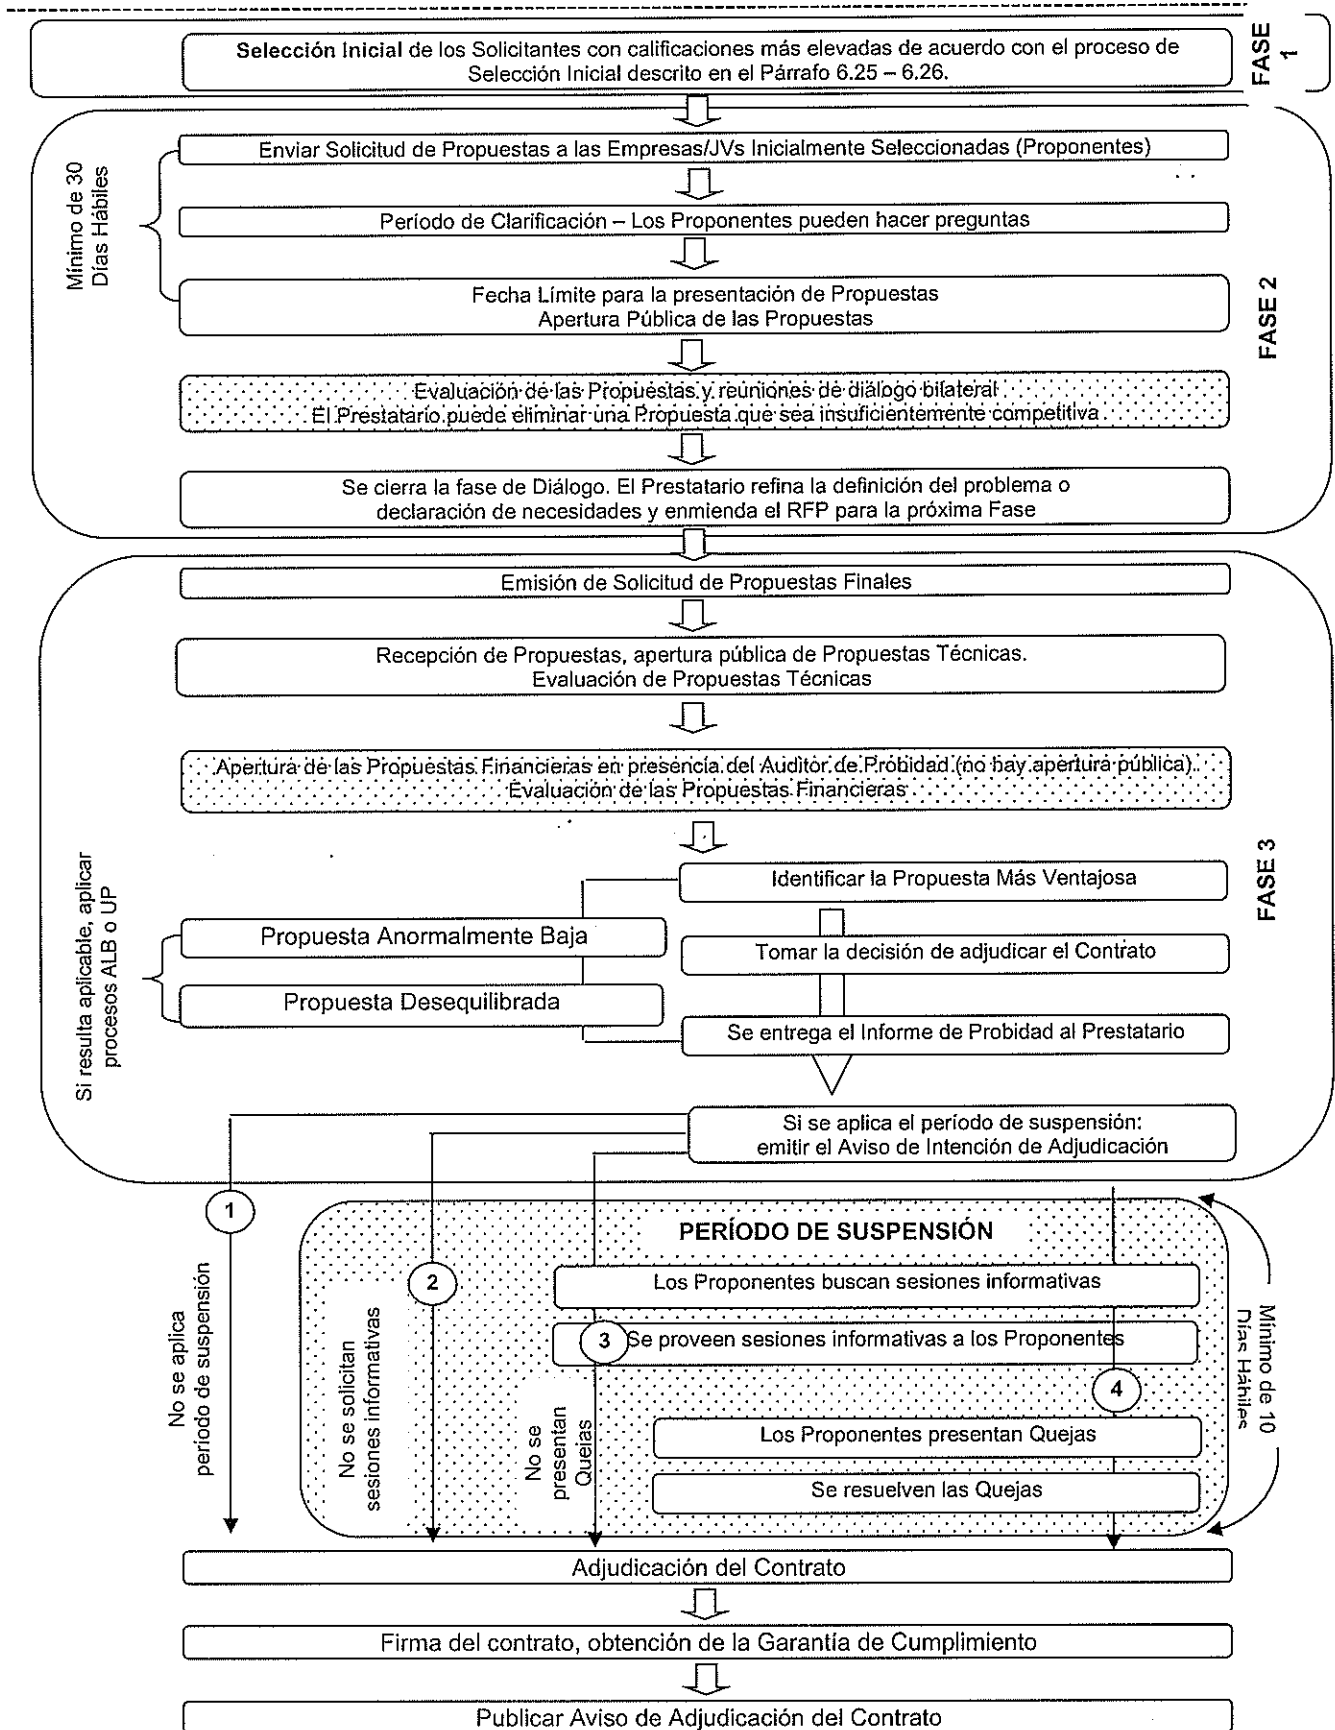 Selección Inicial de los Solicitantes con calificaciones más elevadas de acuerdo con el proceso de
Selección Inicial descrito en el Párrafo 6.25 – 6.26.
FASE
1
Enviar Solicitud de Propuestas a las Empresas/JVs Inicialmente Seleccionadas (Proponentes)
Mínimo de 30
Días Hábiles
Período de Clarificación – Los Proponentes pueden hacer preguntas
Fecha Límite para la presentación de Propuestas
Apertura Pública de las Propuestas
FASE 2
Evaluación de las Propuestas y reuniones de diálogo bilateral
El Prestatario puede eliminar una Propuesta que sea insuficientemente competitiva
Se cierra la fase de Diálogo. El Prestatario refina la definición del problema o
declaración de necesidades y enmienda el RFP para la próxima Fase
Emisión de Solicitud de Propuestas Finales
Recepción de Propuestas, apertura pública de Propuestas Técnicas.
Evaluación de Propuestas Técnicas
Apertura de las Propuestas Financieras en presencia del Auditor de Probidad (no hay apertura pública).
Evaluación de las Propuestas Financieras
FASE 3
Identificar la Propuesta Más Ventajosa
Si resulta aplicable, aplicar
procesos ALB o UP
Propuesta Anormalmente Baja
Tomar la decisión de adjudicar el Contrato
Propuesta Desequilibrada
Se entrega el Informe de Probidad al Prestatario
Si se aplica el período de suspensión:
emitir el Aviso de Intención de Adjudicación
1
No se aplica
período de suspensión
PERÍODO DE SUSPENSIÓN
2
No se solicitan
sesiones informativas
Los Proponentes buscan sesiones informativas
3
Se proveen sesiones informativas a los Proponentes
4
No se
presentan
Quejas
Los Proponentes presentan Quejas
Se resuelven las Quejas
Mínimo de 10
Días Hábiles
Adjudicación del Contrato
Firma del contrato, obtención de la Garantía de Cumplimiento
Publicar Aviso de Adjudicación del Contrato